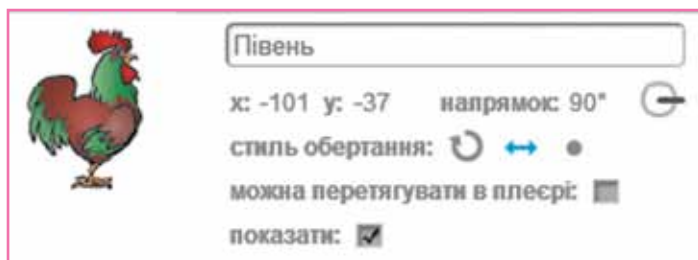 Півень
x: -101 y: -37 напрямок: 90°
стиль обертання:
можна перетягувати в плеєрі:
показати: